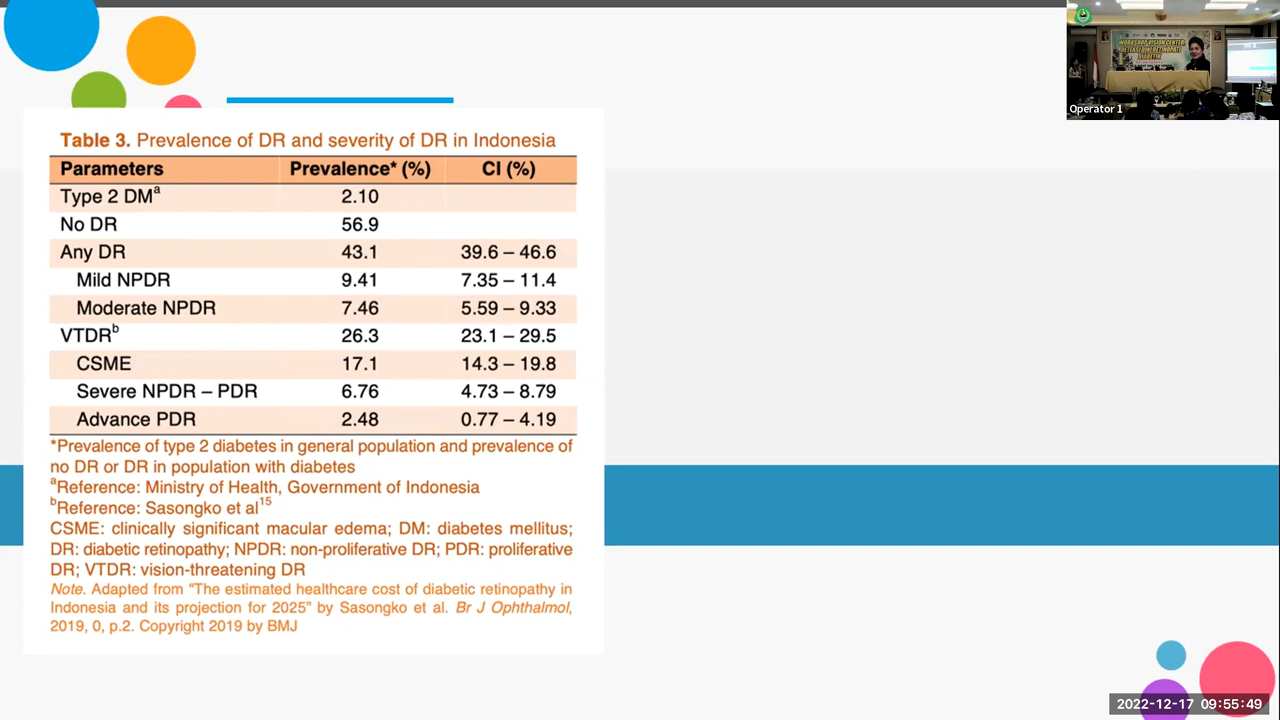 Table 3. Prevalence of DR and severity of DR in Indonesia
Parameters Prevalence* (%) CI (%)
Type 2 DMa 2.10
No DR 56.9
Any DR 43.1 39.6 – 46.6
Mild NPDR 9.41 7.35 – 11.4
Moderate NPDR 7.46 5.59 – 9.33
VTDRb 26.3 23.1 – 29.5
CSME 17.1 14.3 – 19.8
Severe NPDR – PDR 6.76 4.73 – 8.79
Advance PDR 2.48 0.77 – 4.19
*Prevalence of type 2 diabetes in general population and prevalence of
no DR or DR in population with diabetes
aReference: Ministry of Health, Government of Indonesia
bReference: Sasongko et al15
CSME: clinically significant macular edema; DM: diabetes mellitus;
DR: diabetic retinopathy; NPDR: non-proliferative DR; PDR: proliferative
DR; VTDR: vision-threatening DR
Note. Adapted from “The estimated healthcare cost of diabetic retinopathy in
Indonesia and its projection for 2025” by Sasongko et al. Br J Ophthalmol,
2019, 0, p.2. Copyright 2019 by BMJ
WORKSHOP VISION CENTER
DETEKSI DINI RETINOPATI
DIABETIK
Operator 1
2022-12-17 09:55:49